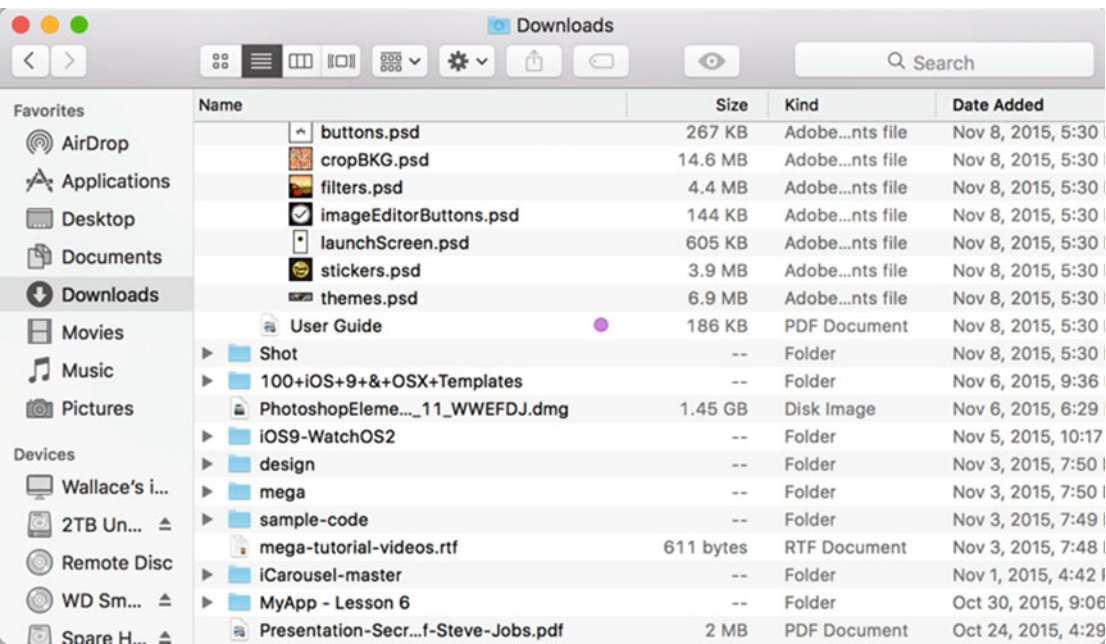 Downloads
Search
Favorites
AirDrop
Applications
Desktop
Documents
Downloads
Movies
Music
Pictures
Devices
Wallace's i...
2TB Un...
Remote Disc
WD Sm...
Spare H...
Name Size Kind Date Added
buttons.psd 267 KB Adobe...nts file Nov 8, 2015, 5:30
cropBKG.psd 14.6 MB Adobe...nts file Nov 8, 2015, 5:30
filters.psd 4.4 MB Adobe...nts file Nov 8, 2015, 5:30
imageEditorButtons.psd 144 KB Adobe...nts file Nov 8, 2015, 5:30
launchScreen.psd 605 KB Adobe...nts file Nov 8, 2015, 5:30
stickers.psd 3.9 MB Adobe...nts file Nov 8, 2015, 5:30
themes.psd 6.9 MB Adobe...nts file Nov 8, 2015, 5:30
User Guide 186 KB PDF Document Nov 8, 2015, 5:30
Shot -- Folder Nov 8, 2015, 5:30
100+iOS+9+&+OSX+Templates -- Folder Nov 6, 2015, 9:36
PhotoshopEleme..._11_WWEFDJ.dmg 1.45 GB Disk Image Nov 6, 2015, 6:29
iOS9-WatchOS2 -- Folder Nov 5, 2015, 10:17
design -- Folder Nov 3, 2015, 7:50
mega -- Folder Nov 3, 2015, 7:50
sample-code -- Folder Nov 3, 2015, 7:49
mega-tutorial-videos.rtf 611 bytes RTF Document Nov 3, 2015, 7:48
iCarousel-master -- Folder Nov 1, 2015, 4:42
MyApp - Lesson 6 -- Folder Oct 30, 2015, 9:06
Presentation-Secr...f-Steve-Jobs.pdf 2 MB PDF Document Oct 24, 2015, 4:29